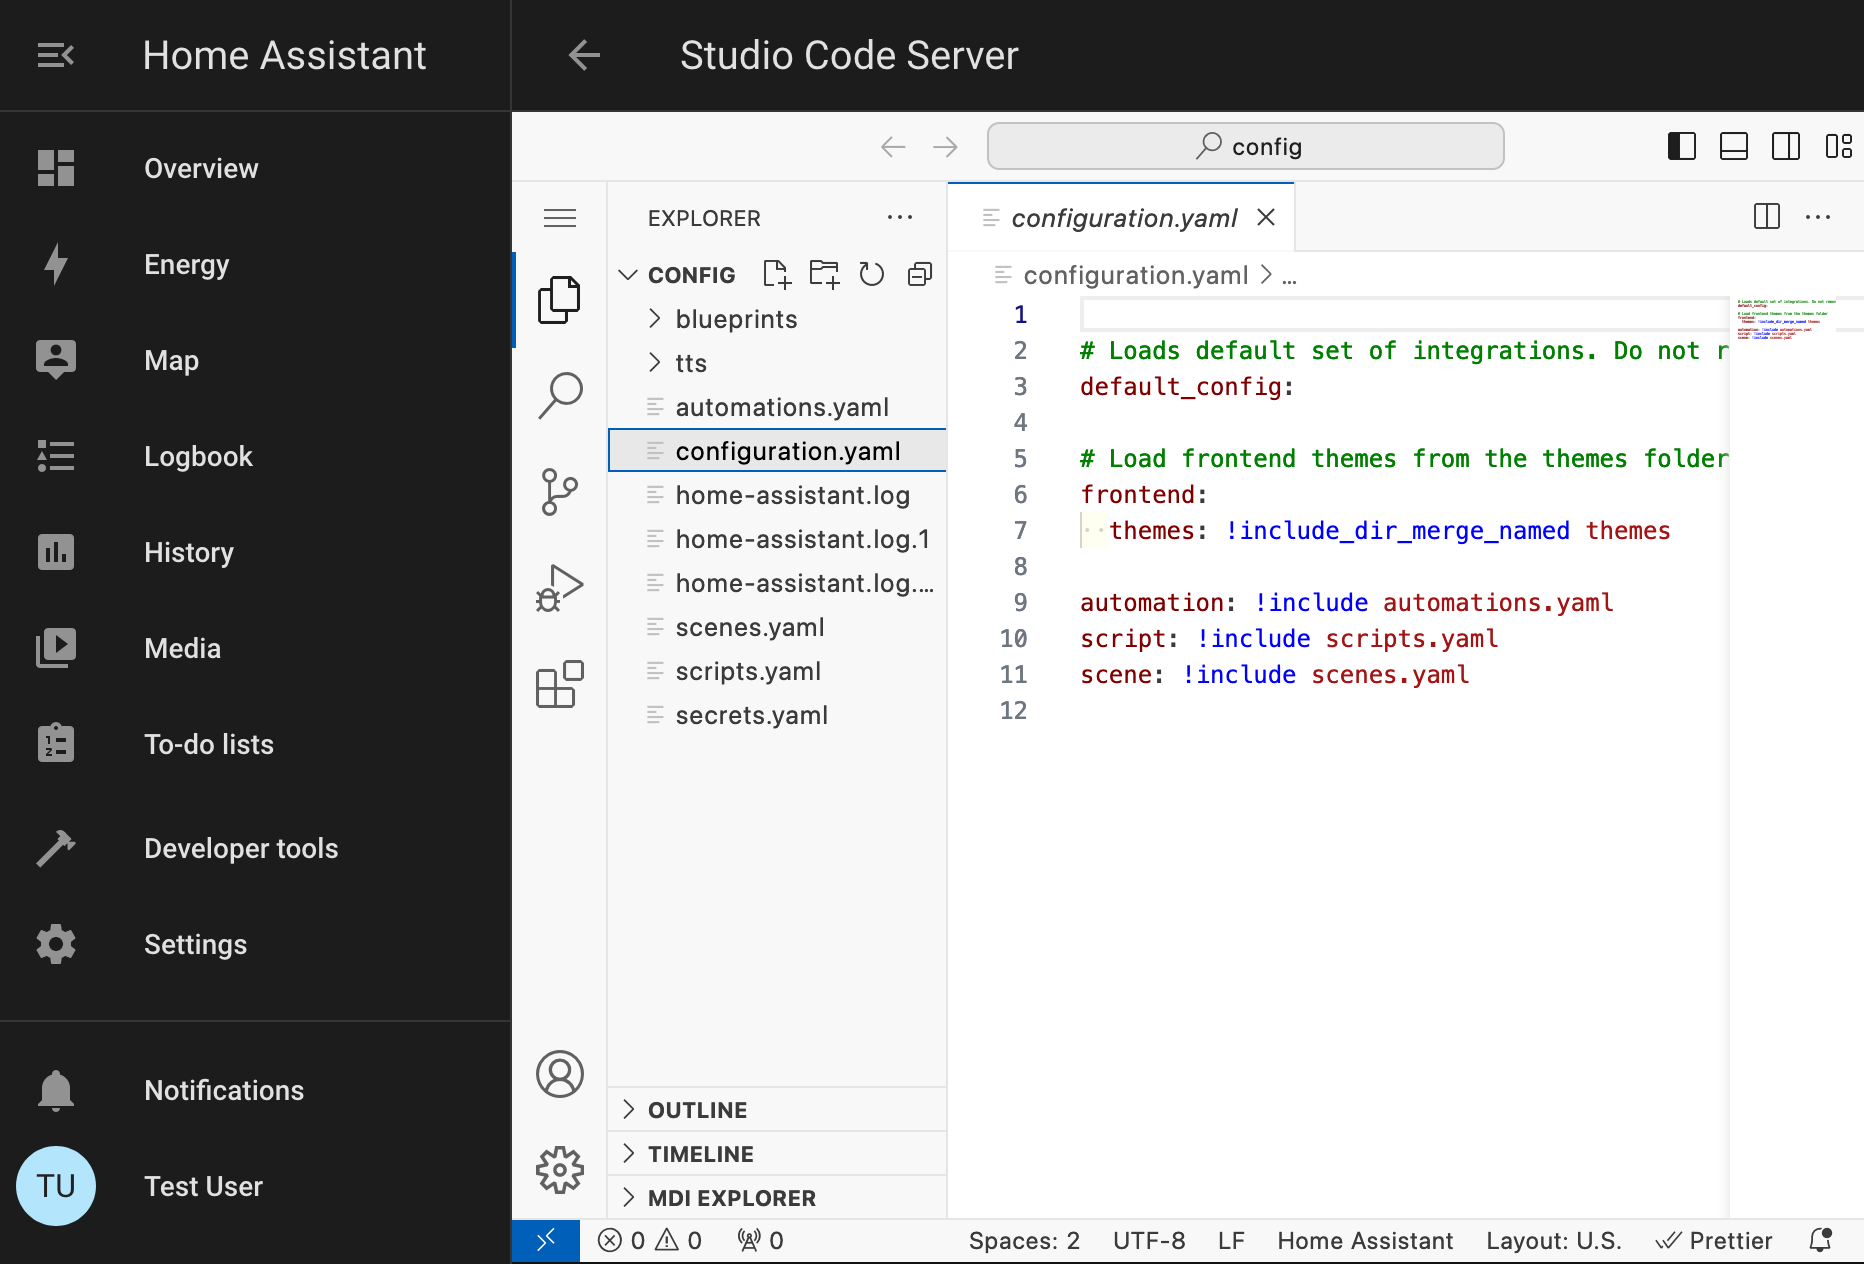 Home Assistant
Studio Code Server
Overview
Energy
Map
Logbook
History
Media
To-do lists
Developer tools
Settings
Notifications
TU
Test User
config
EXPLORER
CONFIG
blueprints
tts
automations.yaml
configuration.yaml
home-assistant.log
home-assistant.log.1
home-assistant.log....
scenes.yaml
scripts.yaml
secrets.yaml
OUTLINE
TIMELINE
MDI EXPLORER
configuration.yaml
configuration.yaml > ...
1
2 # Loads default set of integrations. Do not r
3 default_config:
4
5 # Load frontend themes from the themes folder
6 frontend:
7 themes: !include_dir_merge_named themes
8
9 automation: !include automations.yaml
10 script: !include scripts.yaml
11 scene: !include scenes.yaml
12
0 0 0 Spaces: 2 UTF-8 LF Home Assistant Layout: U.S. Prettier